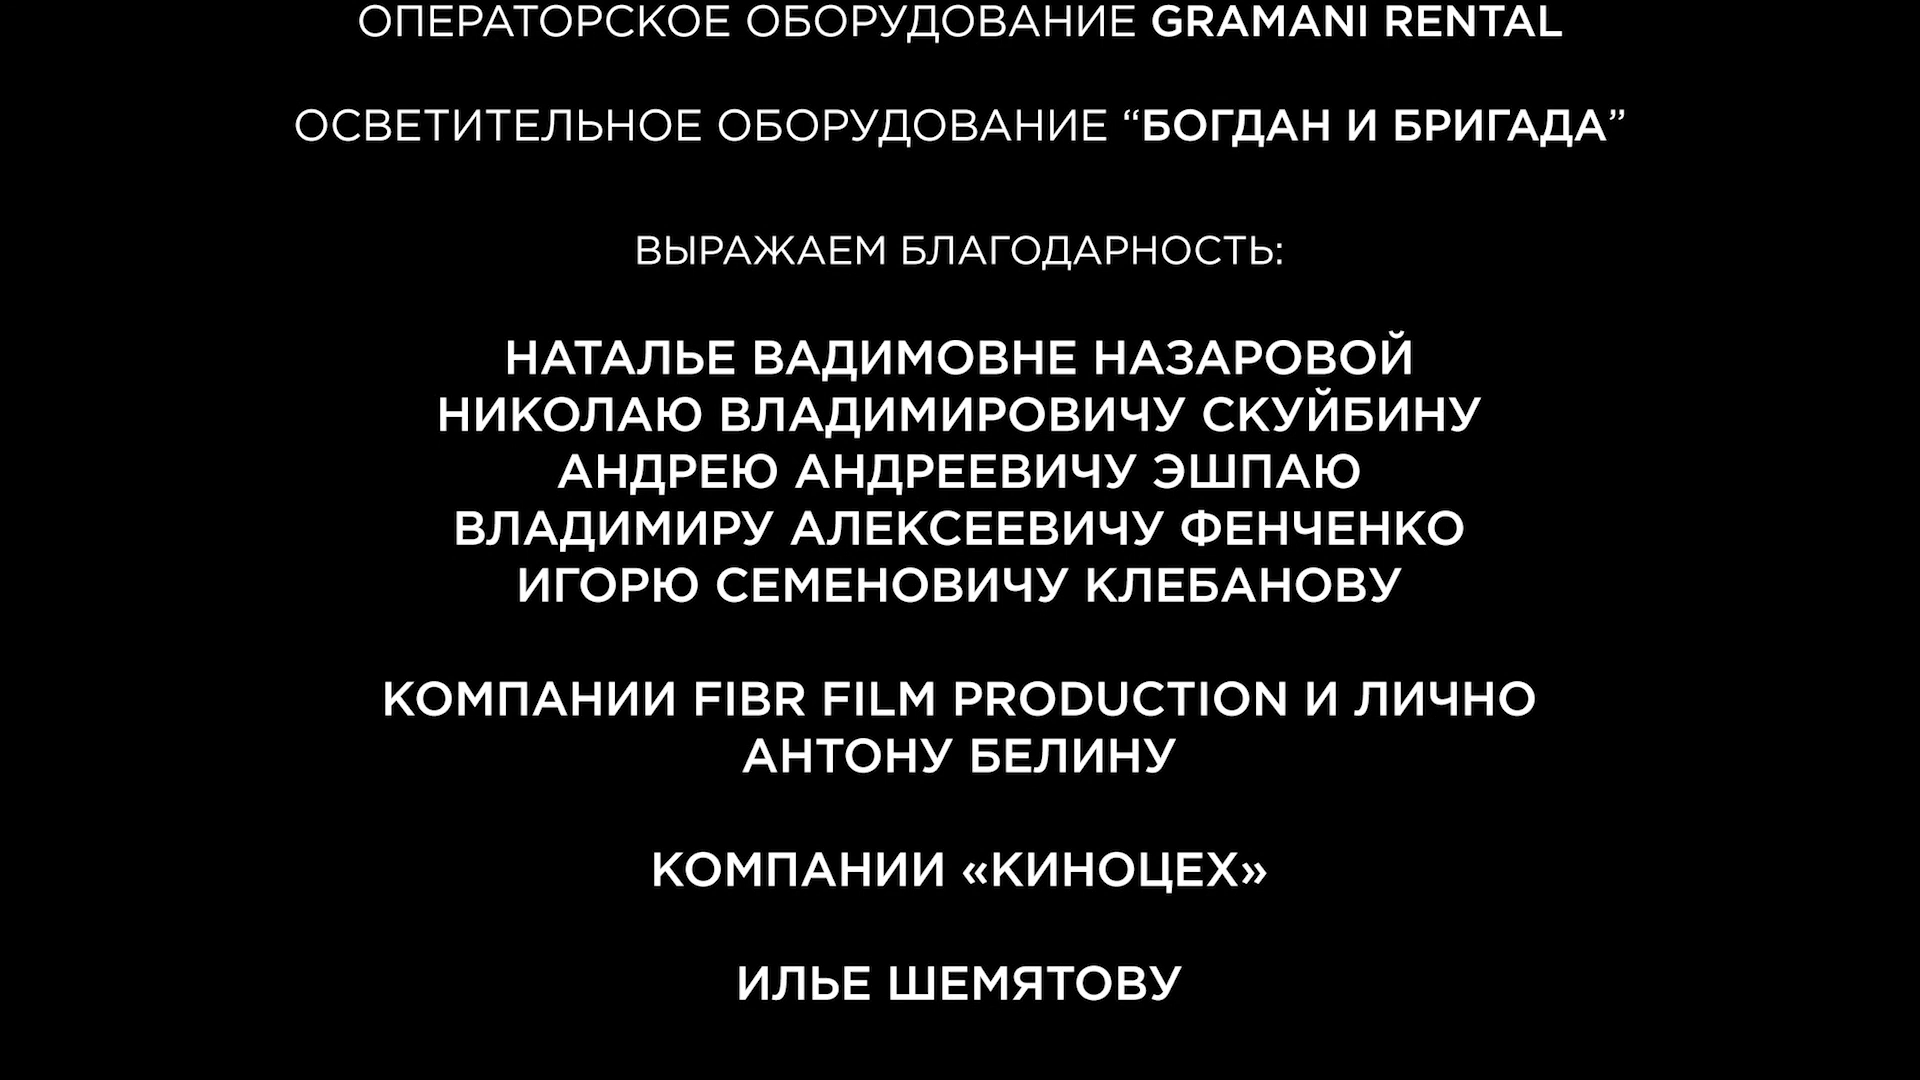 ОПЕРАТОРСКОЕ ОБОРУДОВАНИЕ GRAMANI RENTAL
ОСВЕТИТЕЛЬНОЕ ОБОРУДОВАНИЕ “БОГДАН И БРИГАДА”
ВЫРАЖАЕМ БЛАГОДАРНОСТЬ:
НАТАЛЬЕ ВАДИМОВНЕ НАЗАРОВОЙ
НИКОЛАЮ ВЛАДИМИРОВИЧУ СКУЙБИНУ
АНДРЕЮ АНДРЕЕВИЧУ ЭШПАЮ
ВЛАДИМИРУ АЛЕКСЕЕВИЧУ ФЕНЧЕНКО
ИГОРЮ СЕМЕНОВИЧУ КЛЕБАНОВУ
КОМПАНИИ FIBR FILM PRODUCTION И ЛИЧНО
АНТОНУ БЕЛИНУ
КОМПАНИИ «КИНОЦЕХ»
ИЛЬЕ ШЕМЯТОВУ